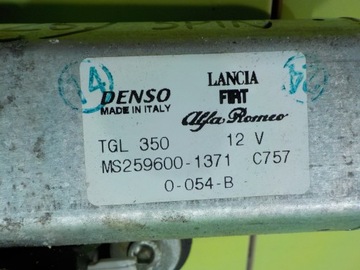 DENSO
MADE IN ITALY
LANCIA
FIAT
Alfa Romeo
TGL 350 12 V
MS259600-1371 C757
0-054-B